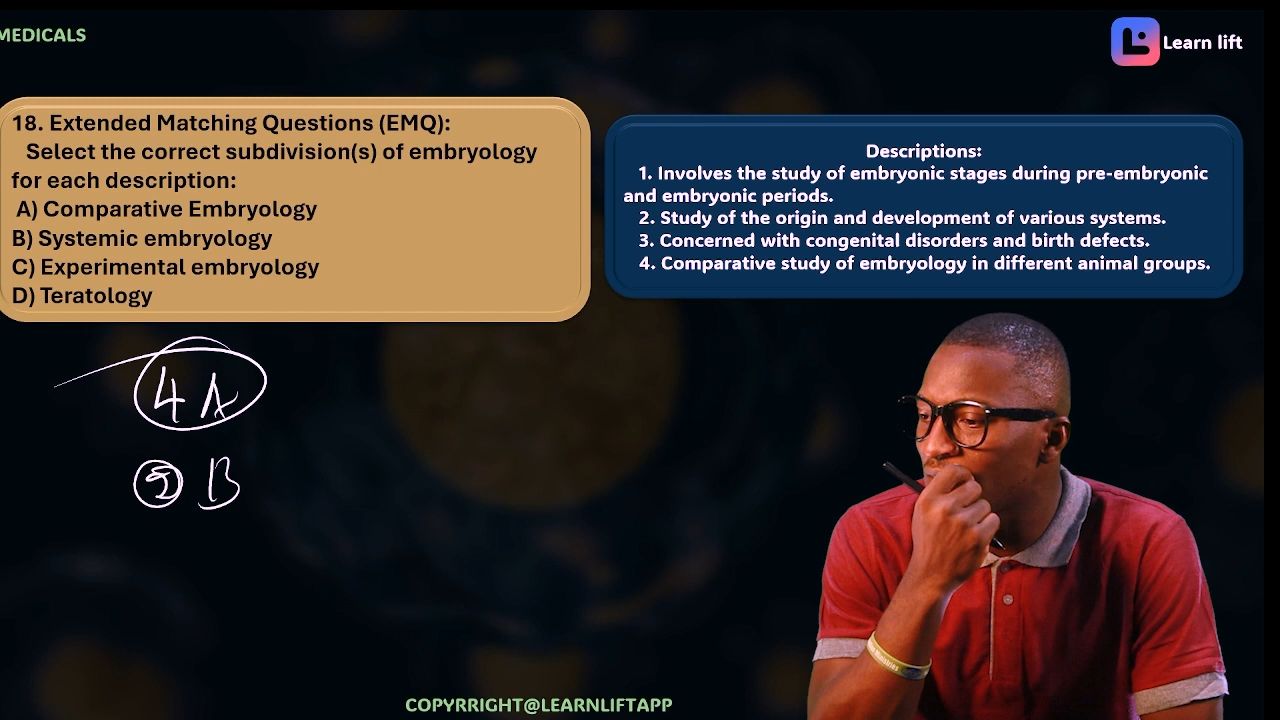 MEDICALS
Learn lift
18. Extended Matching Questions (EMQ):
Select the correct subdivision(s) of embryology
for each description:
A) Comparative Embryology
B) Systemic embryology
C) Experimental embryology
D) Teratology
Descriptions:
1. Involves the study of embryonic stages during pre-embryonic
and embryonic periods.
2. Study of the origin and development of various systems.
3. Concerned with congenital disorders and birth defects.
4. Comparative study of embryology in different animal groups.
4 A
2 B
COPYRRIGHT@LEARNLIFTAPP